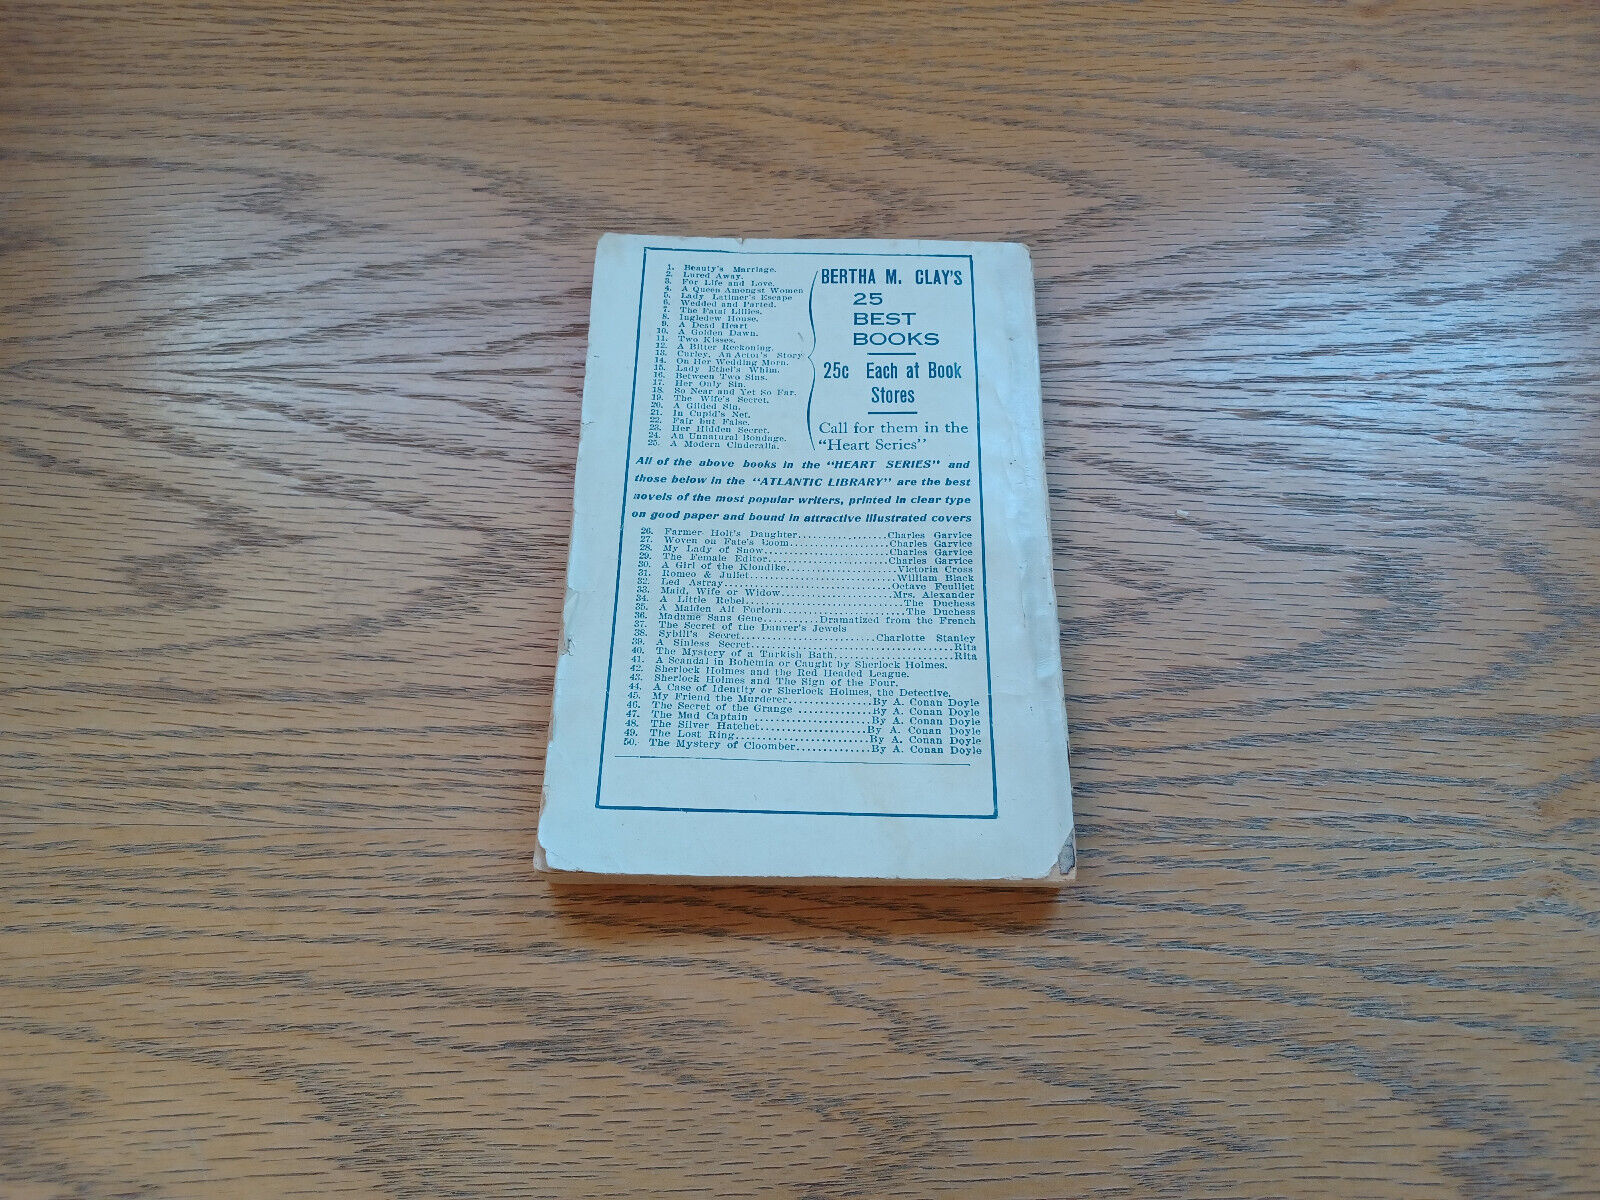 1. Beauty's Marriage.
2. Lured Away.
3. For Life and Love.
4. A Queen Amongst Women
5. Lady Latimer's Escape
6. Wedded and Parted.
7. The Fatal Lillies.
8. Ingledew House.
9. A Dead Heart
10. A Golden Dawn.
11. Two Kisses.
12. A Bitter Reckoning.
13. Curley, An Actor's Story
14. On Her Wedding Morn.
15. Lady Ethel's Whim.
16. Between Two Sins.
17. Her Only Sin.
18. So Near and Yet So Far.
19. The Wife's Secret.
20. A Gilded Sin.
21. In Cupid's Net.
22. Fair but False.
23. Her Hidden Secret.
24. An Unnatural Bondage.
25. A Modern Cinderalla.
BERTHA M. CLAY'S
25
BEST
BOOKS
25c Each at Book
Stores
Call for them in the
"Heart Series"
All of the above books in the "HEART SERIES" and
those below in the "ATLANTIC LIBRARY" are the best
novels of the most popular writers, printed in clear type
on good paper and bound in attractive illustrated covers
26. Farmer Holt's Daughter...............Charles Garvice
27. Woven on Fate's Loom.................Charles Garvice
28. My Lady of Snow.....................Charles Garvice
29. The Female Editor....................Charles Garvice
30. A Girl of the Klondike..................Victoria Cross
31. Romeo & Juliet........................William Black
32. Led Astray...........................Octave Feuillet
33. Maid, Wife or Widow..................Mrs. Alexander
34. A Little Rebel.........................The Duchess
35. A Maiden All Forlorn...................The Duchess
36. Madame Sans Gene..........Dramatized from the French
37. The Secret of the Danver's Jewels
38. Sybill's Secret......................Charlotte Stanley
39. A Sinless Secret...............................Rita
40. The Mystery of a Turkish Bath...................Rita
41. A Scandal in Bohemia or Caught by Sherlock Holmes.
42. Sherlock Holmes and the Red Headed League.
43. Sherlock Holmes and The Sign of the Four.
44. A Case of Identity or Sherlock Holmes, the Detective.
45. My Friend the Murderer.............By A. Conan Doyle
46. The Secret of the Grange ............By A. Conan Doyle
47. The Mad Captain ..................By A. Conan Doyle
48. The Silver Hatchet.................By A. Conan Doyle
49. The Lost Ring.....................By A. Conan Doyle
50. The Mystery of Cloomber............By A. Conan Doyle